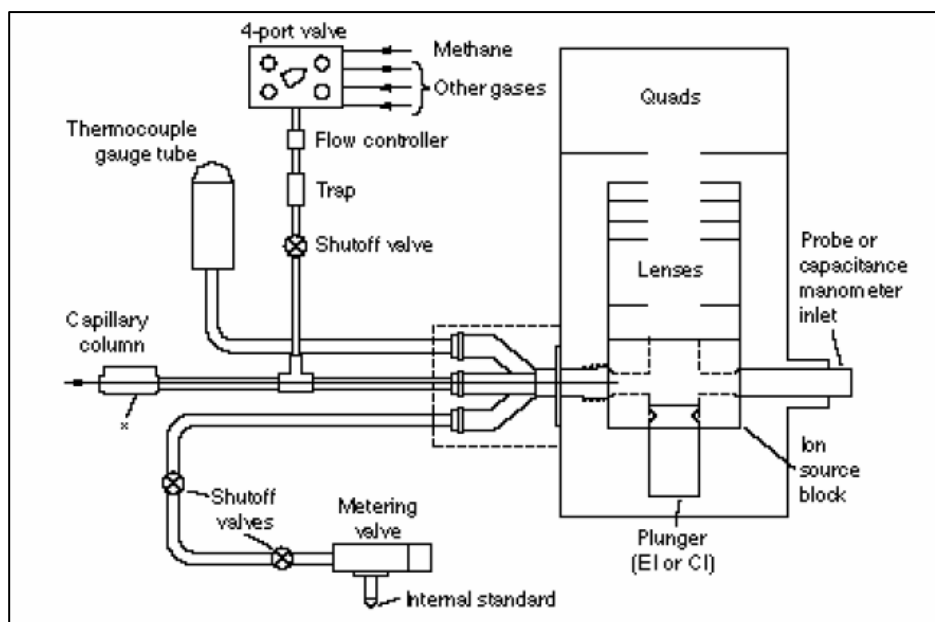 4-port valve
Methane
Other gases
Quads
Thermocouple
gauge tube
Flow controller
Trap
Shutoff valve
Probe or
capacitance
manometer
inlet
Lenses
Capillary
column
x
Ion
source
block
Shutoff
valves
Metering
valve
Plunger
(EI or CI)
Internal standard